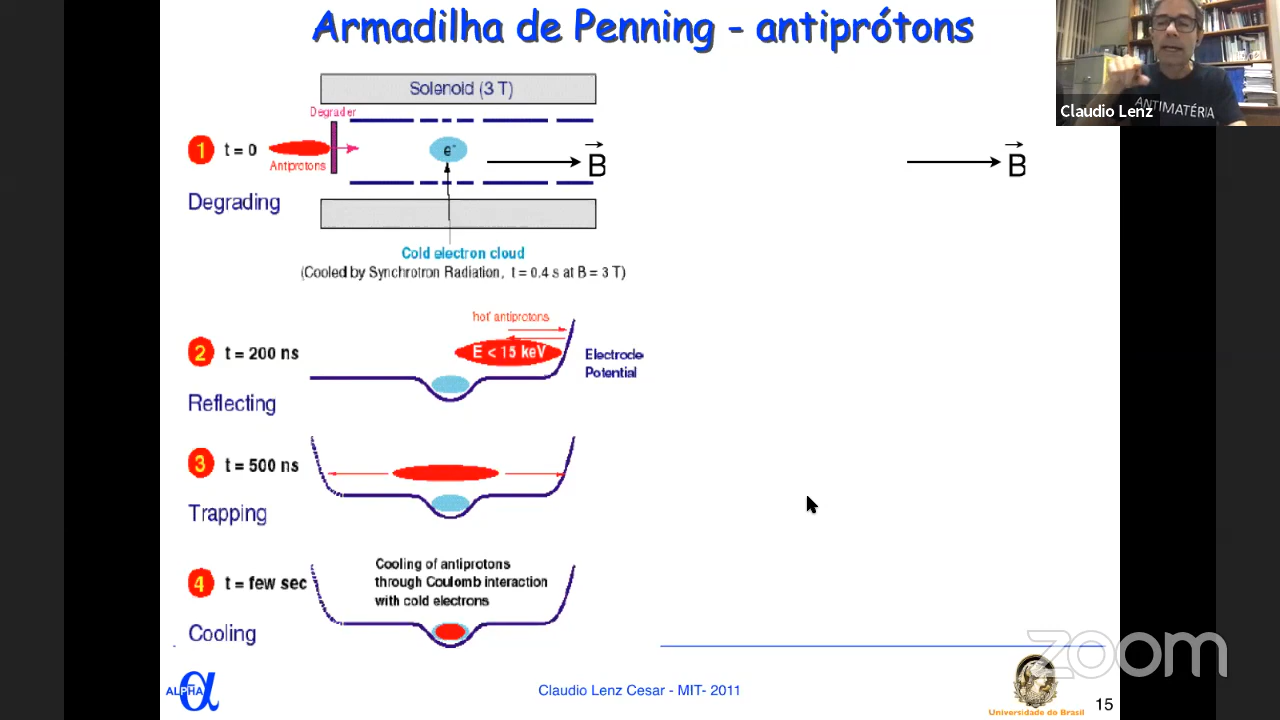 Armadilha de Penning - antiprótons
Solenoid (3 T)
Degrader
1 t = 0
Antiprotons
e-
B
B
Degrading
Cold electron cloud
(Cooled by Synchrotron Radiation, t = 0.4 s at B = 3 T)
'hot' antiprotons
2 t = 200 ns
E < 15 keV
Electrode
Potential
Reflecting
3 t = 500 ns
Trapping
4 t = few sec
Cooling of antiprotons
through Coulomb interaction
with cold electrons
Cooling
ALPHA
α
Claudio Lenz Cesar - MIT- 2011
Universidade do Brasil
15
ANTIMATÉRIA
Claudio Lenz
zoom